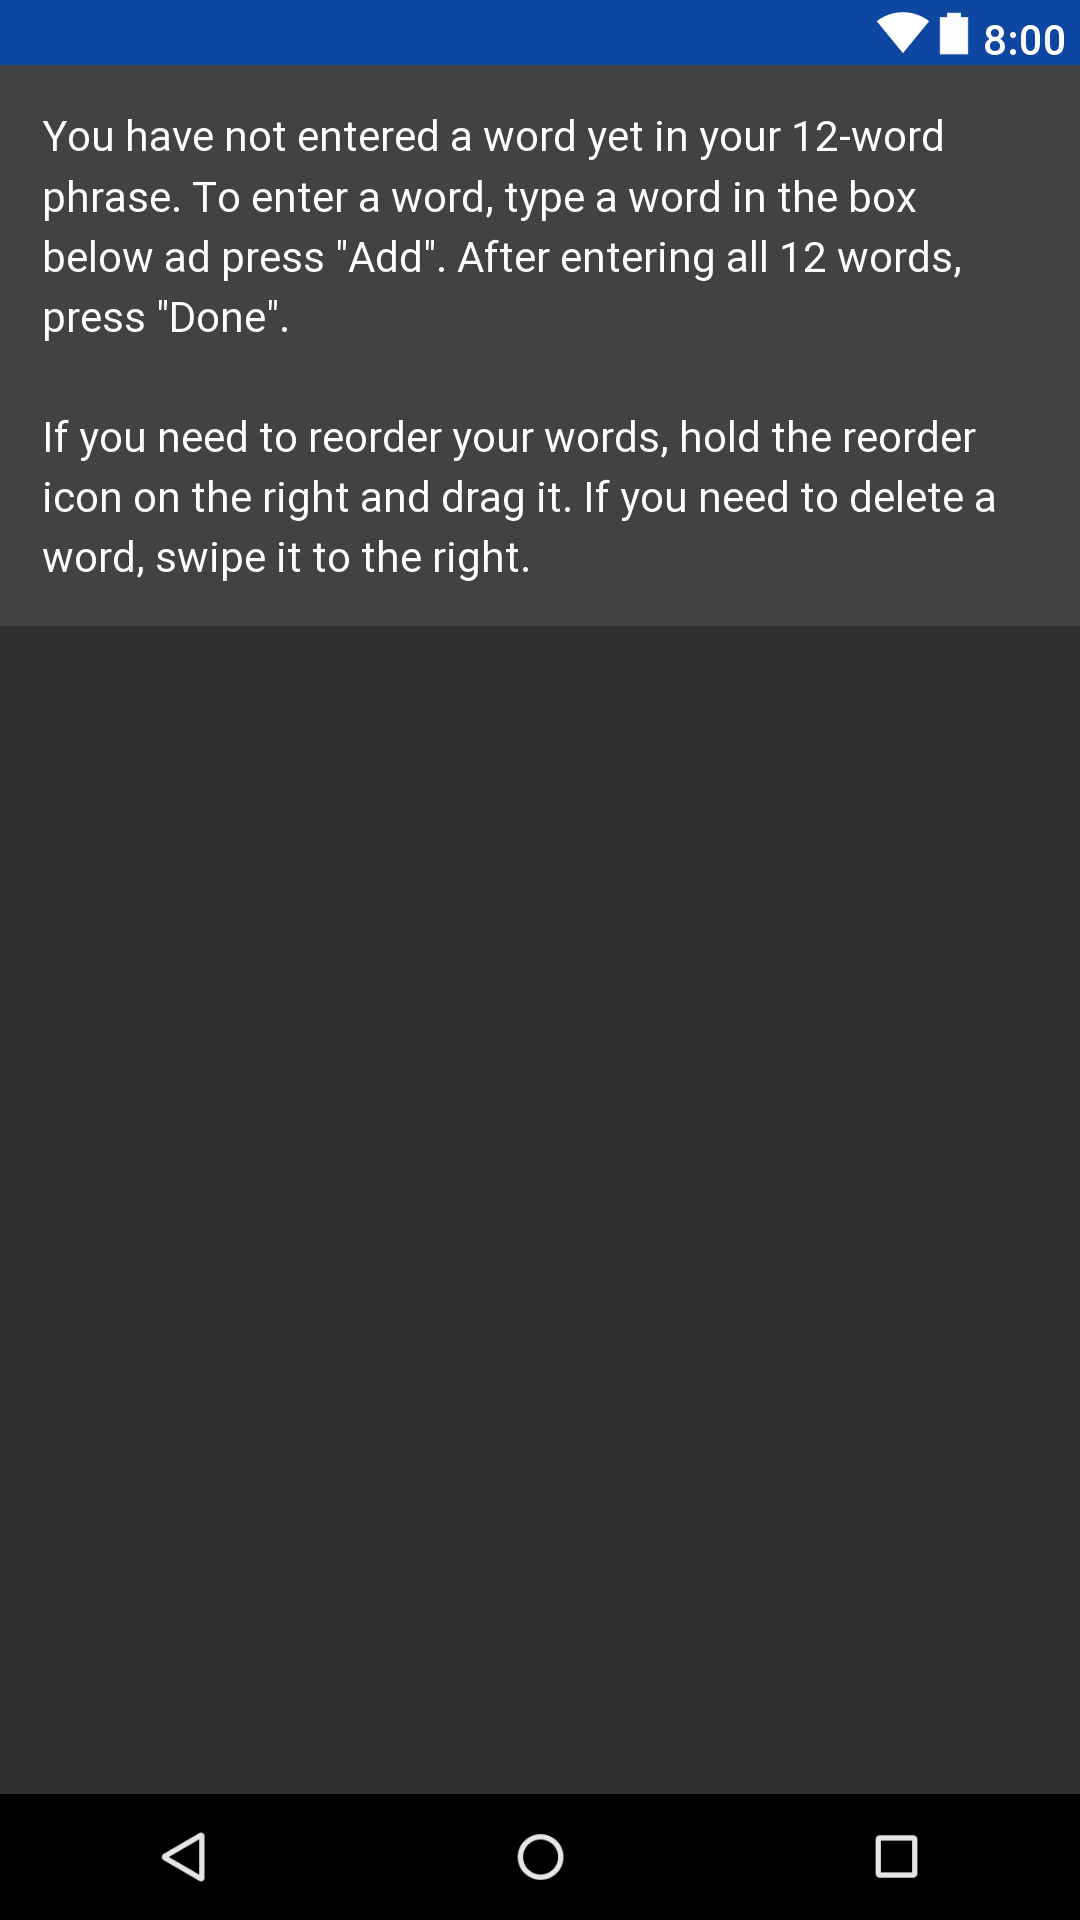 8:00
You have not entered a word yet in your 12-word
phrase. To enter a word, type a word in the box
below ad press "Add". After entering all 12 words,
press "Done".
If you need to reorder your words, hold the reorder
icon on the right and drag it. If you need to delete a
word, swipe it to the right.